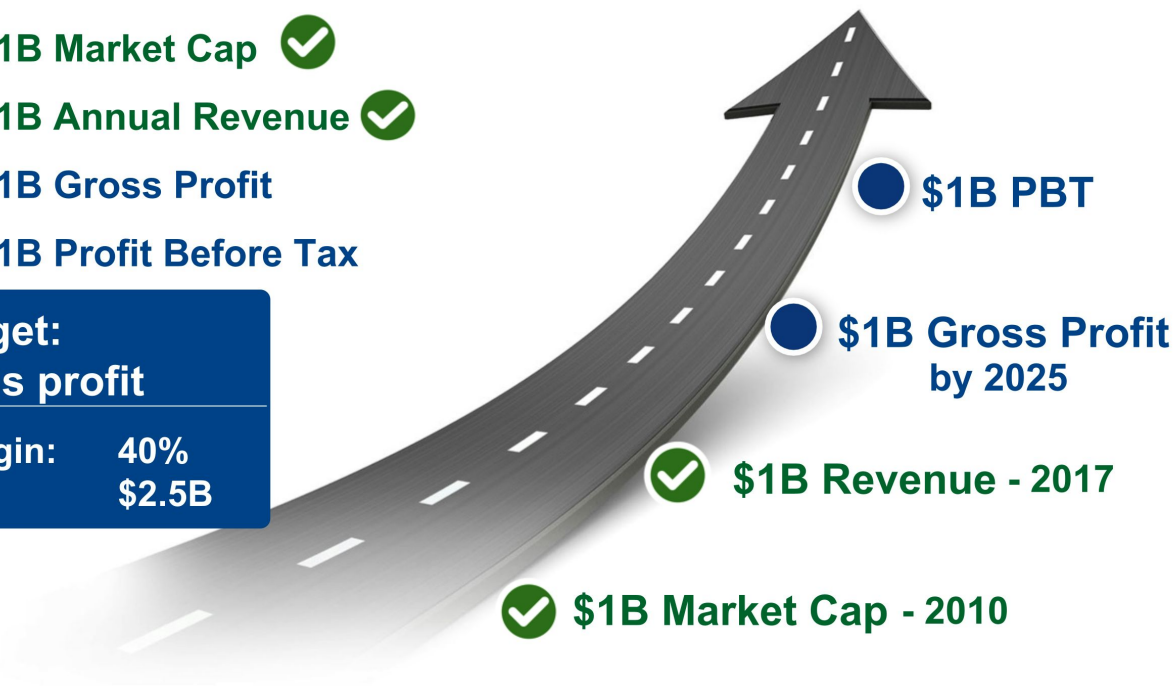 1B Market Cap
1B Annual Revenue
1B Gross Profit
1B Profit Before Tax
get:
s profit
gin: 40%
$2.5B
$1B PBT
$1B Gross Profit
by 2025
$1B Revenue - 2017
$1B Market Cap - 2010